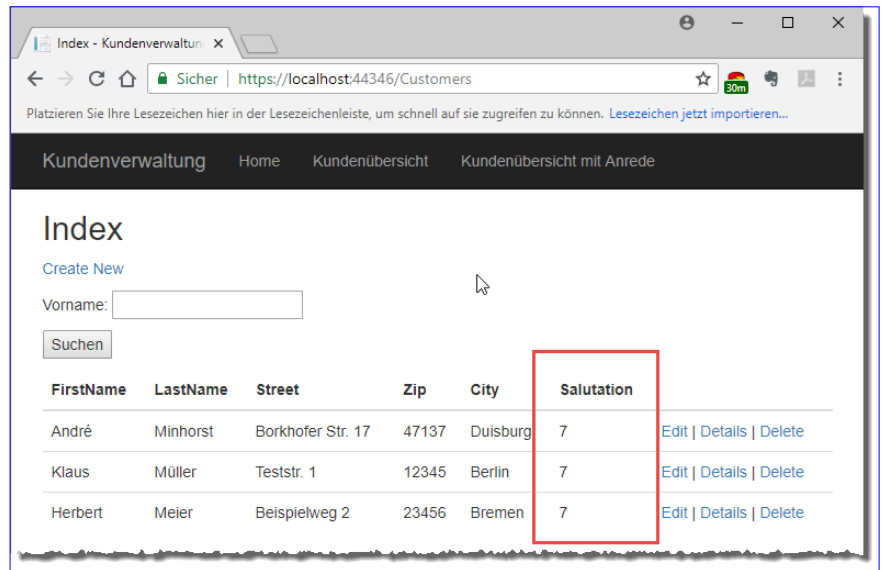 Index - Kundenverwaltun
Sicher https://localhost:44346/Customers
30m
Platzieren Sie Ihre Lesezeichen hier in der Lesezeichenleiste, um schnell auf sie zugreifen zu können. Lesezeichen jetzt importieren...
Kundenverwaltung Home Kundenübersicht Kundenübersicht mit Anrede
Index
Create New
Vorname:
Suchen
FirstName LastName Street Zip City Salutation
André Minhorst Borkhofer Str. 17 47137 Duisburg 7 Edit | Details | Delete
Klaus Müller Teststr. 1 12345 Berlin 7 Edit | Details | Delete
Herbert Meier Beispielweg 2 23456 Bremen 7 Edit | Details | Delete